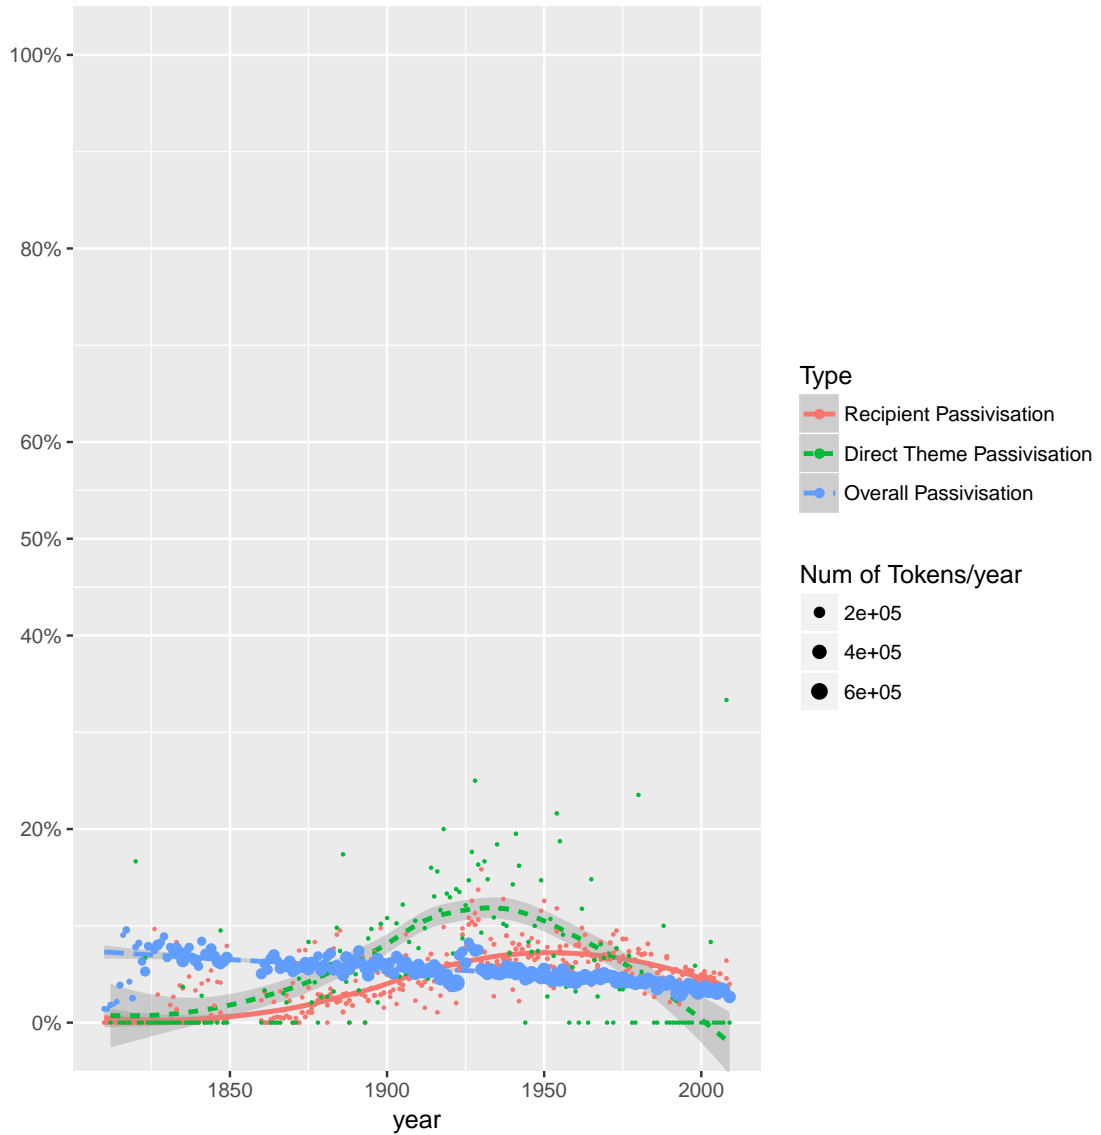 100%
80%
60%
50%
40%
20%
0%
1850
1900
1950
2000
year
Type
Recipient Passivisation
Direct Theme Passivisation
Overall Passivisation
Num of Tokens/year
2e+05
4e+05
6e+05